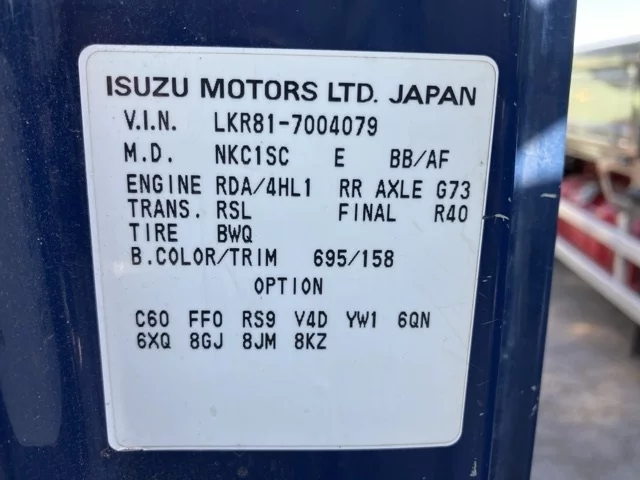 ISUZU MOTORS LTD. JAPAN
V.I.N. LKR81-7004079
M.D. NKC1SC E BB/AF
ENGINE RDA/4HL1 RR AXLE G73
TRANS. RSL FINAL R40
TIRE BWQ
B.COLOR/TRIM 695/158
OPTION
C60 FFO RS9 V4D YW1 6QN
6XQ 8GJ 8JM 8KZ